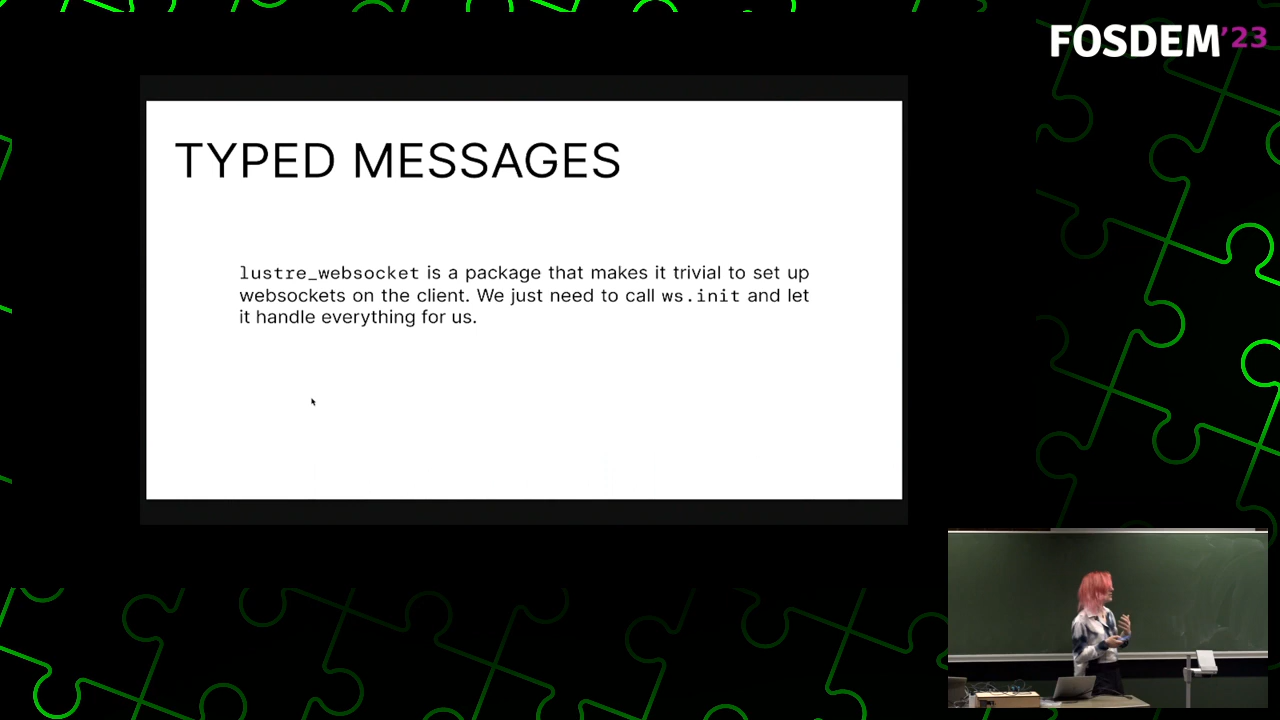 FOSDEM'23
TYPED MESSAGES
lustre_websocket is a package that makes it trivial to set up
websockets on the client. We just need to call ws.init and let
it handle everything for us.